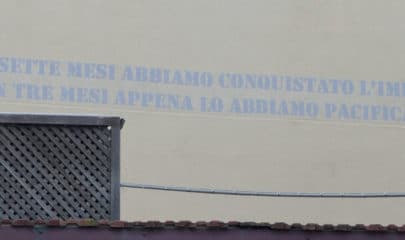 SETTE MESI ABBIAMO CONQUISTATO L'IM
N TRE MESI APPENA LO ABBIAMO PACIFICA